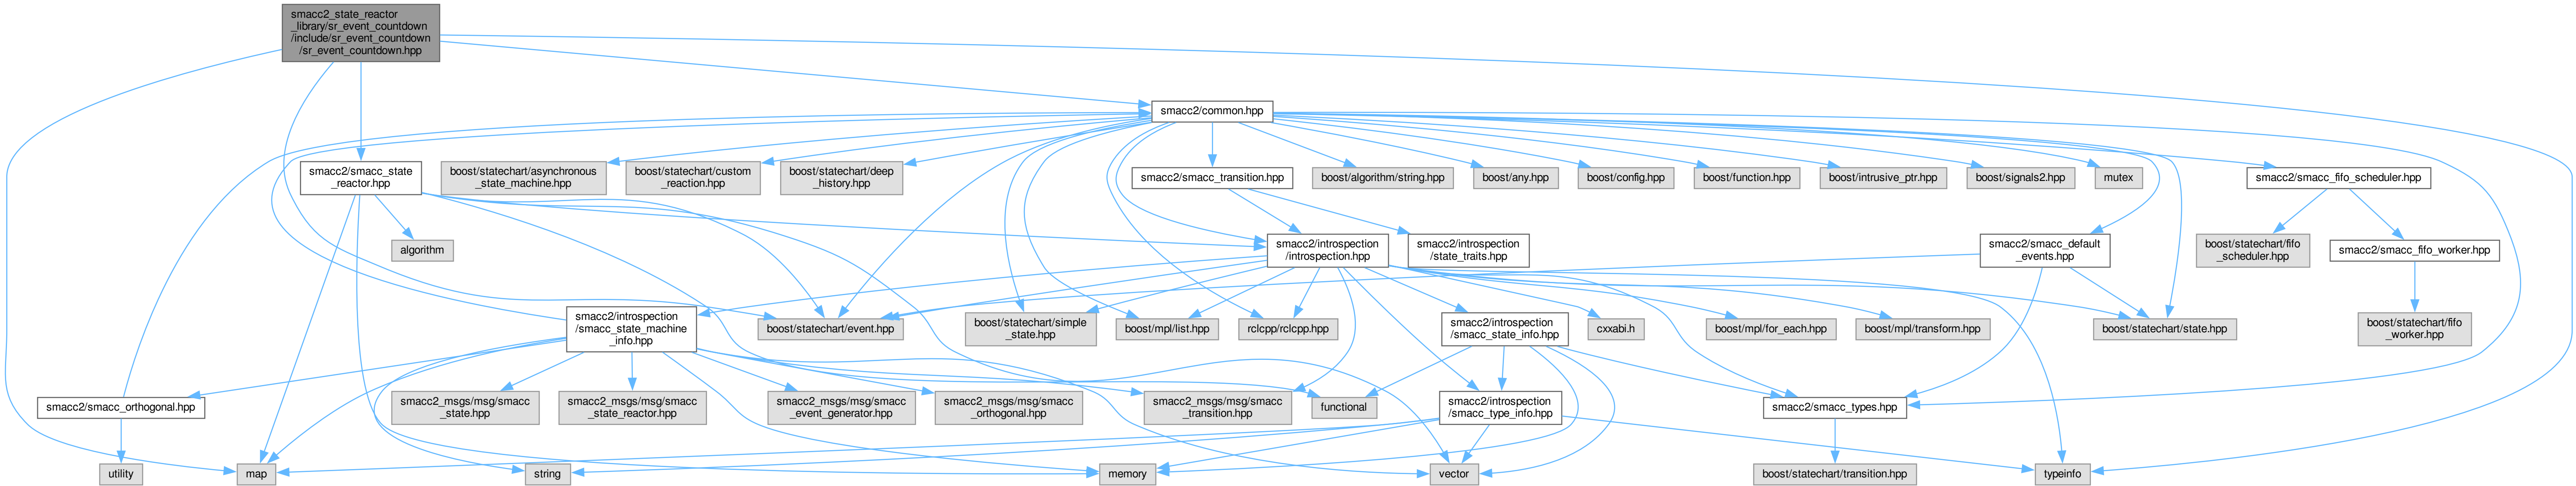 smacc2_state_reactor
_library/sr_event_countdown
/include/sr_event_countdown
/sr_event_countdown.hpp
smacc2/common.hpp
smacc2/smacc_state
_reactor.hpp
boost/statechart/asynchronous
_state_machine.hpp
boost/statechart/custom
_reaction.hpp
boost/statechart/deep
_history.hpp
smacc2/smacc_transition.hpp
boost/algorithm/string.hpp
boost/any.hpp
boost/config.hpp
boost/function.hpp
boost/intrusive_ptr.hpp
boost/signals2.hpp
mutex
smacc2/smacc_fifo_scheduler.hpp
algorithm
smacc2/introspection
/introspection.hpp
smacc2/introspection
/state_traits.hpp
smacc2/smacc_default
_events.hpp
boost/statechart/fifo
_scheduler.hpp
smacc2/smacc_fifo_worker.hpp
smacc2/introspection
/smacc_state_machine
_info.hpp
boost/statechart/event.hpp
boost/statechart/simple
_state.hpp
boost/mpl/list.hpp
rclcpp/rclcpp.hpp
smacc2/introspection
/smacc_state_info.hpp
cxxabi.h
boost/mpl/for_each.hpp
boost/mpl/transform.hpp
boost/statechart/state.hpp
boost/statechart/fifo
_worker.hpp
smacc2/smacc_orthogonal.hpp
smacc2_msgs/msg/smacc
_state.hpp
smacc2_msgs/msg/smacc
_state_reactor.hpp
smacc2_msgs/msg/smacc
_event_generator.hpp
smacc2_msgs/msg/smacc
_orthogonal.hpp
smacc2_msgs/msg/smacc
_transition.hpp
functional
smacc2/introspection
/smacc_type_info.hpp
smacc2/smacc_types.hpp
utility
map
string
memory
vector
boost/statechart/transition.hpp
typeinfo